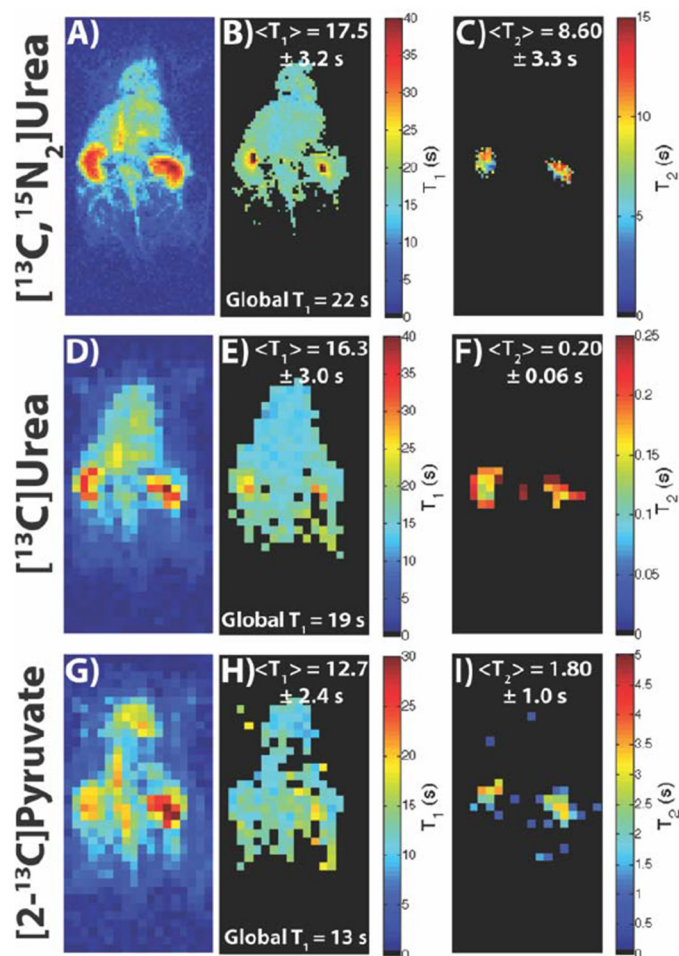 [¹³C,¹⁵N₂]Urea
A)
B) <T₁> = 17.5
± 3.2 s
Global T₁ = 22 s
40
35
30
25
20
15
10
5
0
T₁ (s)
C) <T₂> = 8.60
± 3.3 s
15
10
5
0
T₂ (s)
[¹³C]Urea
D)
E) <T₁> = 16.3
± 3.0 s
Global T₁ = 19 s
40
35
30
25
20
15
10
5
0
T₁ (s)
F) <T₂> = 0.20
± 0.06 s
0.25
0.2
0.15
0.1
0.05
0
T₂ (s)
[2-¹³C]Pyruvate
G)
H) <T₁> = 12.7
± 2.4 s
Global T₁ = 13 s
30
25
20
15
10
5
0
T₁ (s)
I) <T₂> = 1.80
± 1.0 s
5
4.5
4
3.5
3
2.5
2
1.5
1
0.5
0
T₂ (s)